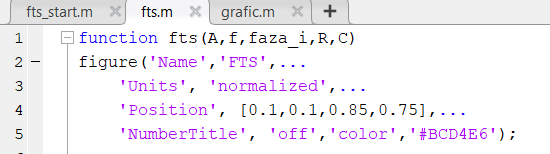 fts_start.m × fts.m × grafic.m × +
1 function fts(A,f,faza_i,R,C)
2 – figure('Name','FTS',...
3 'Units', 'normalized',...
4 'Position', [0.1,0.1,0.85,0.75],...
5 'NumberTitle', 'off','color','#BCD4E6');